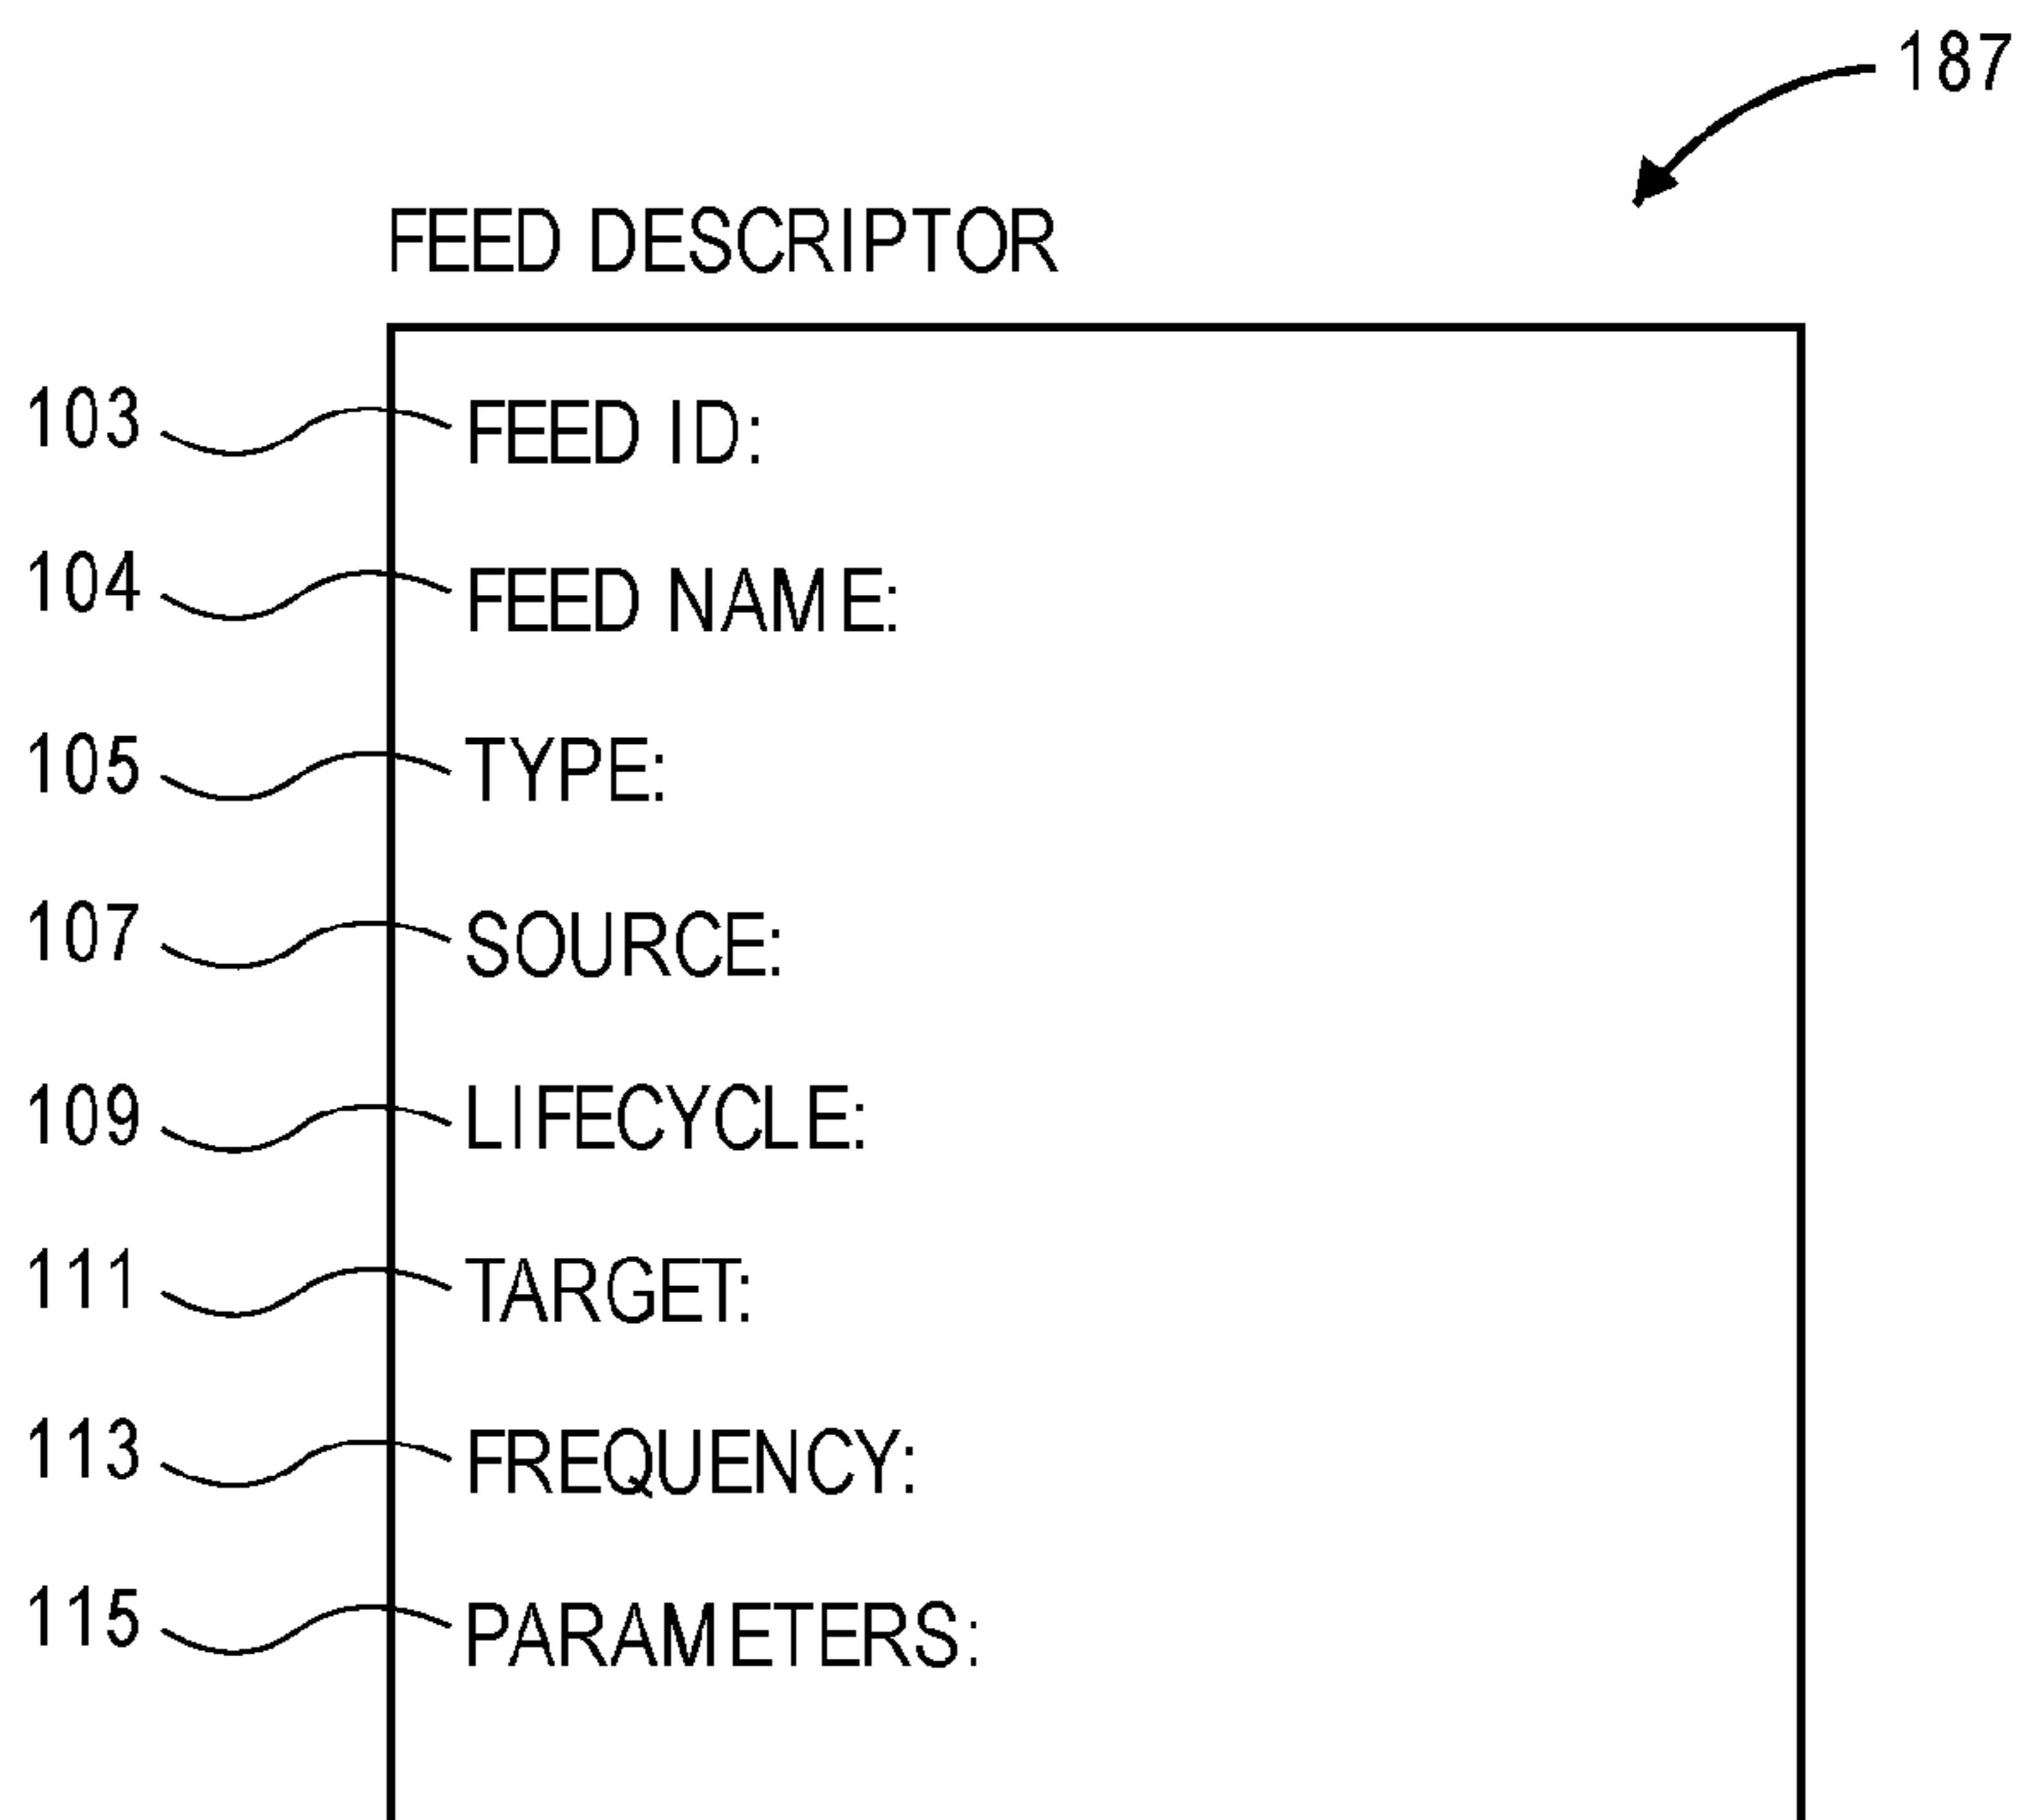 187
FEED DESCRIPTOR
103 FEED ID:
104 FEED NAME:
105 TYPE:
107 SOURCE:
109 LIFECYCLE:
111 TARGET:
113 FREQUENCY:
115 PARAMETERS: